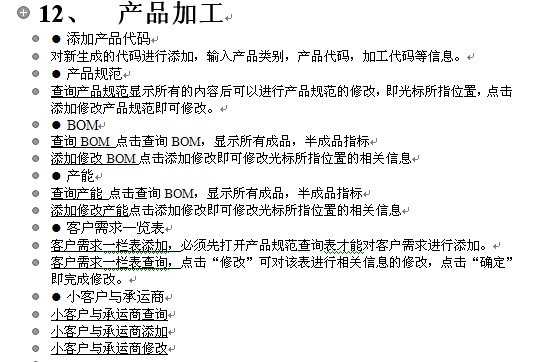 12、 产品加工
● 添加产品代码
对新生成的代码进行添加，输入产品类别，产品代码，加工代码等信息。
● 产品规范
查询产品规范显示所有的内容后可以进行产品规范的修改，即光标所指位置，点击
添加修改产品规范即可修改。
● BOM
查询 BOM 点击查询 BOM，显示所有成品，半成品指标
添加修改 BOM 点击添加修改即可修改光标所指位置的相关信息
● 产能
查询产能 点击查询 BOM，显示所有成品，半成品指标
添加修改产能点击添加修改即可修改光标所指位置的相关信息
● 客户需求一览表
客户需求一栏表添加，必须先打开产品规范查询表才能对客户需求进行添加。
客户需求一栏表查询，点击“修改”可对该表进行相关信息的修改，点击“确定”
即完成修改。
● 小客户与承运商
小客户与承运商查询
小客户与承运商添加
小客户与承运商修改